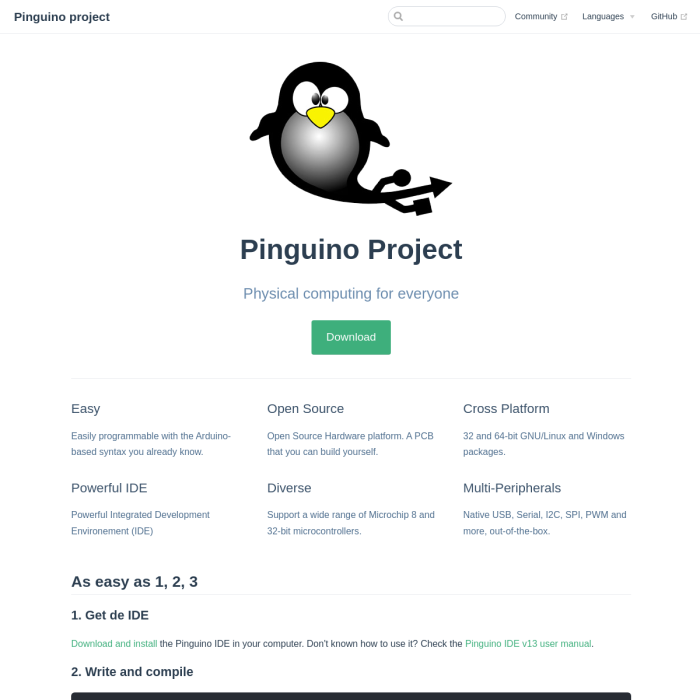 Pinguino project
Community
Languages
GitHub
Pinguino Project
Physical computing for everyone
Download
Easy
Easily programmable with the Arduino-
based syntax you already know.
Open Source
Open Source Hardware platform. A PCB
that you can build yourself.
Cross Platform
32 and 64-bit GNU/Linux and Windows
packages.
Powerful IDE
Powerful Integrated Development
Environement (IDE)
Diverse
Support a wide range of Microchip 8 and
32-bit microcontrollers.
Multi-Peripherals
Native USB, Serial, I2C, SPI, PWM and
more, out-of-the-box.
As easy as 1, 2, 3
1. Get de IDE
Download and install the Pinguino IDE in your computer. Don't known how to use it? Check the Pinguino IDE v13 user manual.
2. Write and compile